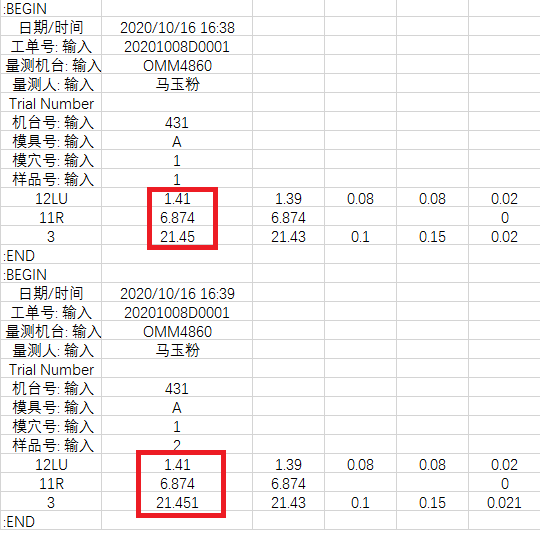 :BEGIN
日期/时间 2020/10/16 16:38
工单号: 输入 20201008D0001
量测机台: 输入 OMM4860
量测人: 输入 马玉粉
Trial Number
机台号: 输入 431
模具号: 输入 A
模穴号: 输入 1
样品号: 输入 1
12LU 1.41 1.39 0.08 0.08 0.02
11R 6.874 6.874 0
3 21.45 21.43 0.1 0.15 0.02
:END
:BEGIN
日期/时间 2020/10/16 16:39
工单号: 输入 20201008D0001
量测机台: 输入 OMM4860
量测人: 输入 马玉粉
Trial Number
机台号: 输入 431
模具号: 输入 A
模穴号: 输入 1
样品号: 输入 2
12LU 1.41 1.39 0.08 0.08 0.02
11R 6.874 6.874 0
3 21.451 21.43 0.1 0.15 0.021
:END